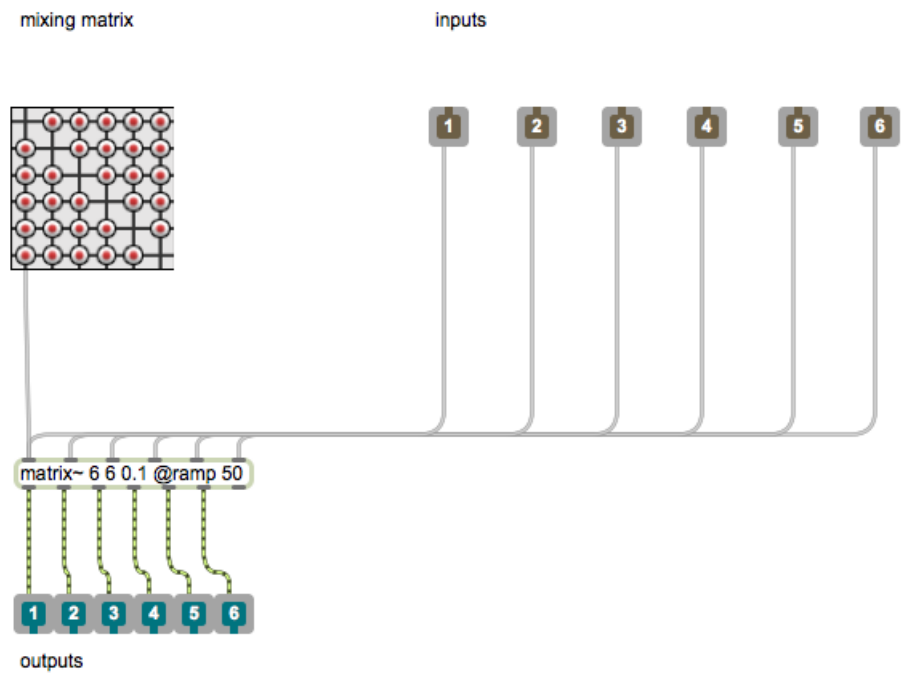 mixing matrix
inputs
1 2 3 4 5 6
matrix~ 6 6 0.1 @ramp 50
1 2 3 4 5 6
outputs